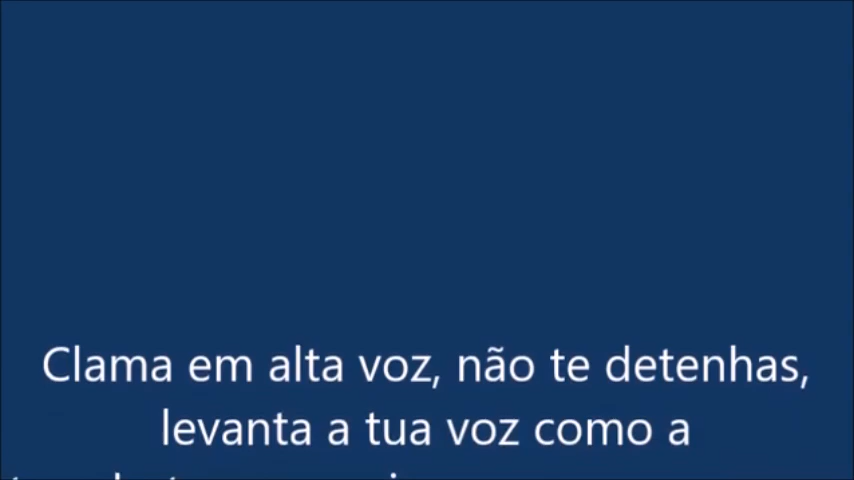 Clama em alta voz, não te detenhas,
levanta a tua voz como a